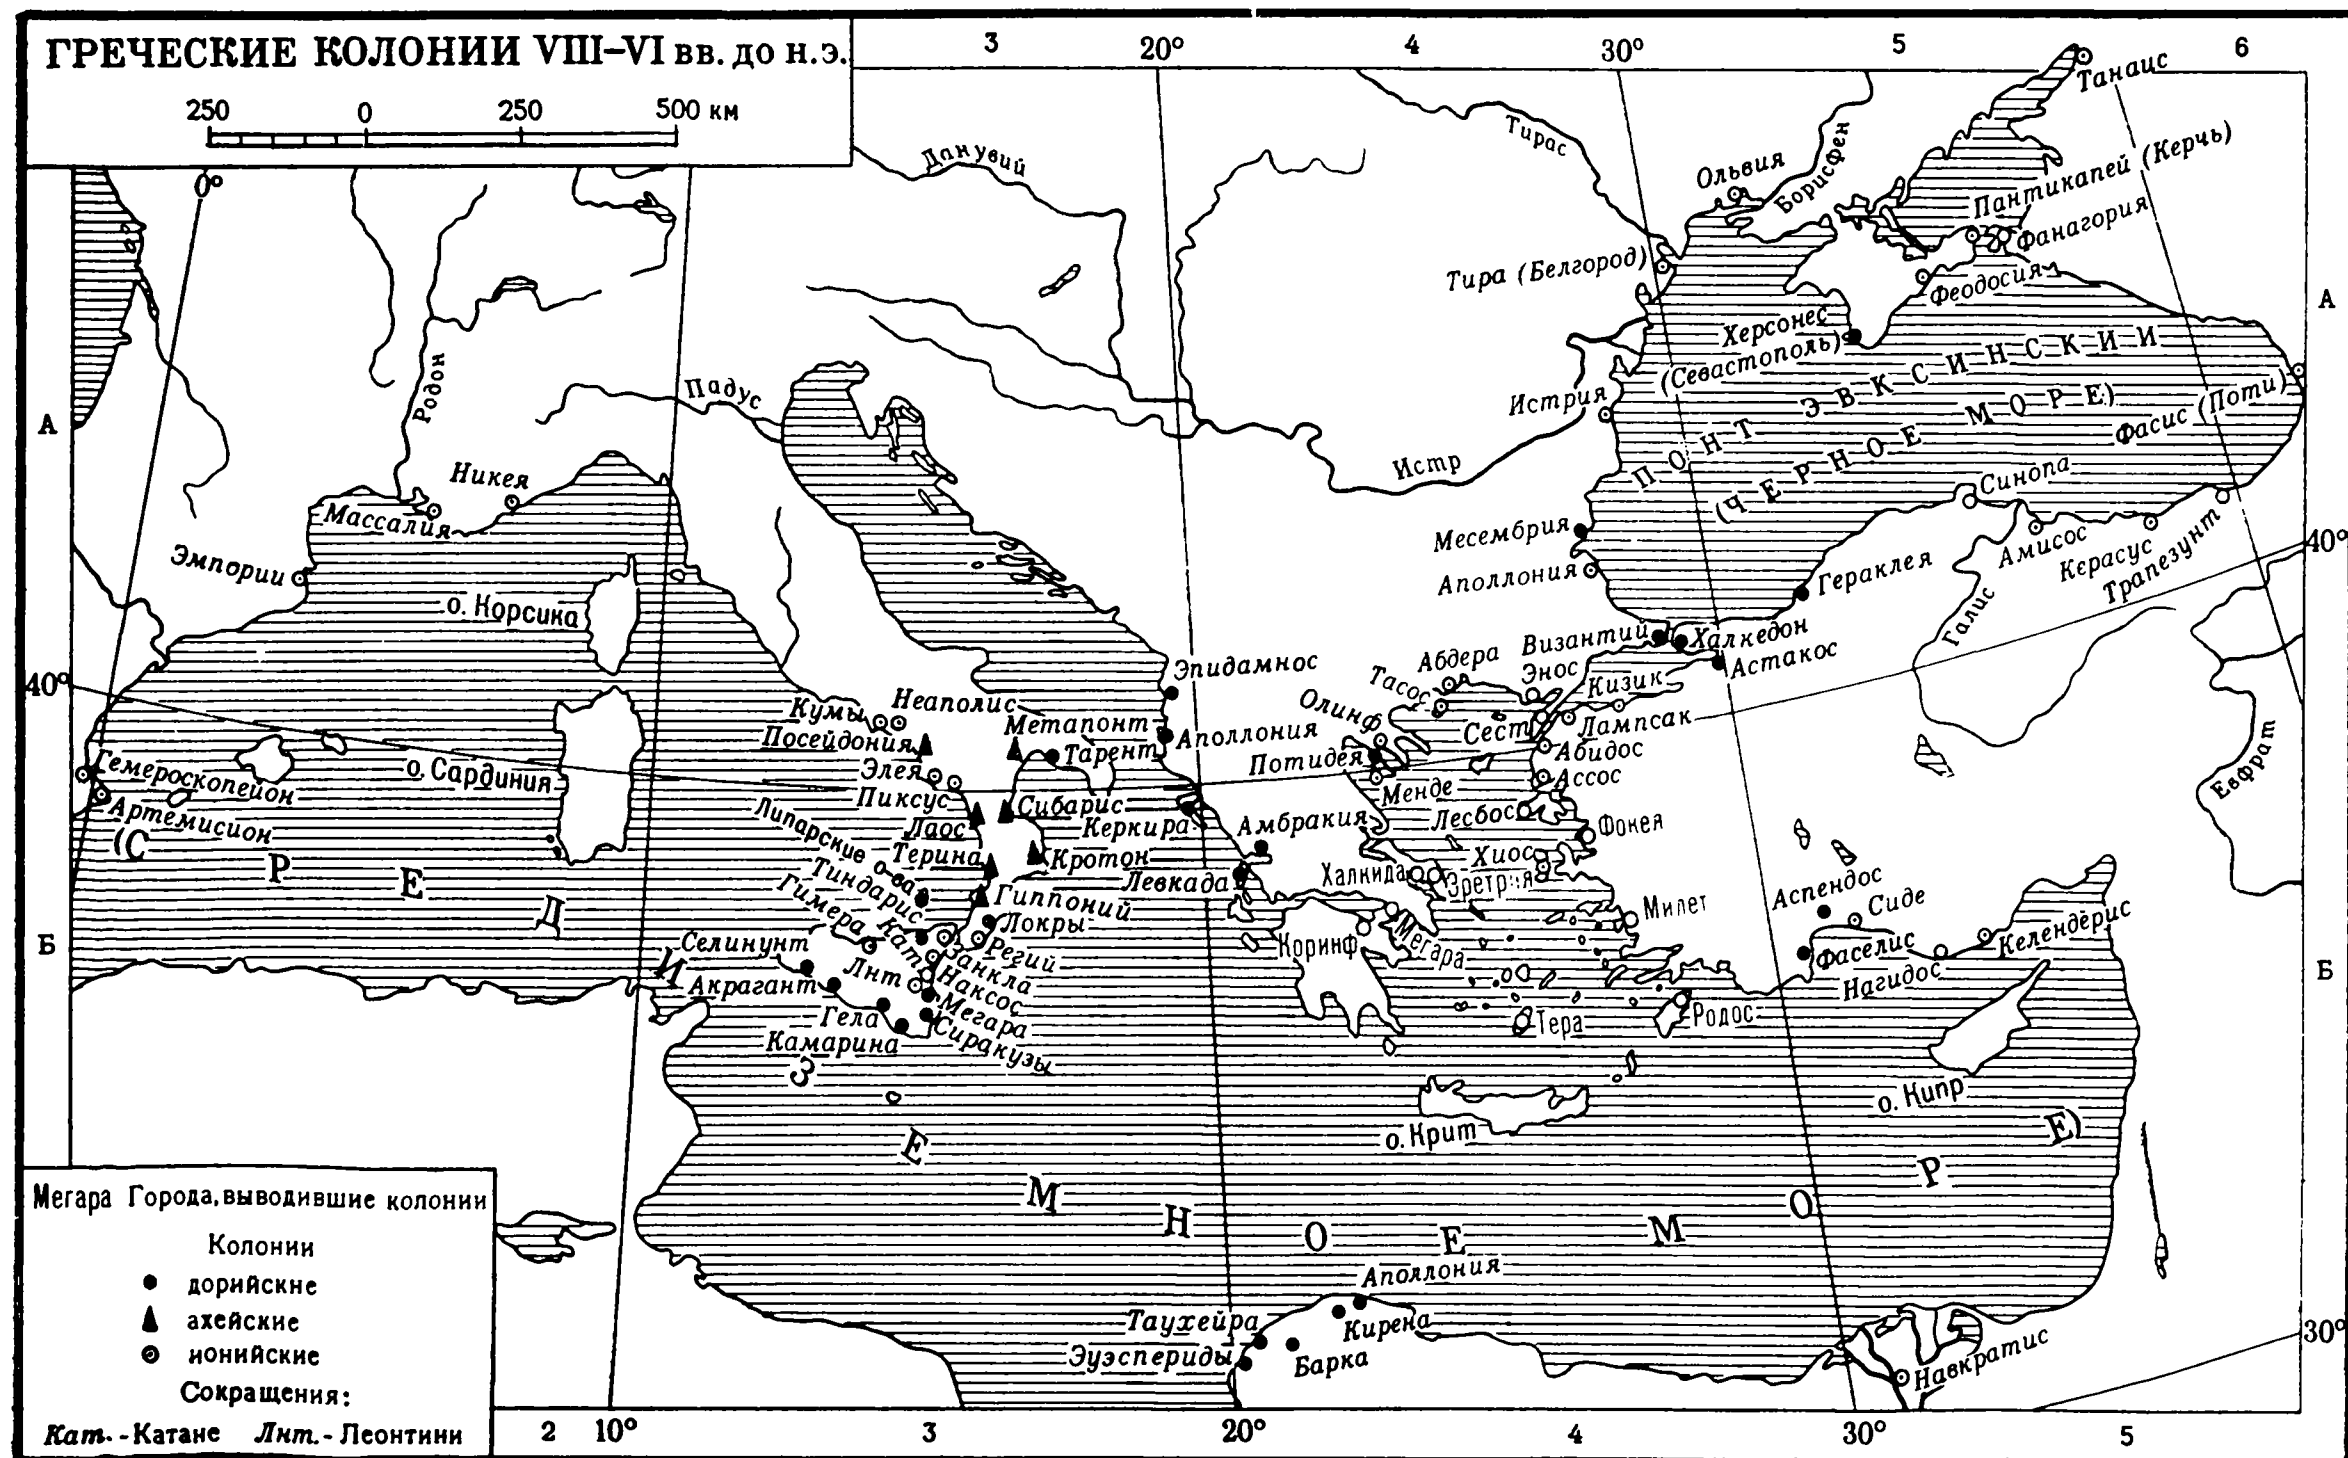 ГРЕЧЕСКИЕ КОЛОНИИ VIII–VI вв. до н.э.
250 0 250 500 км
3 20° 4 30° 5 6
0°
Танаис
Данувий
Тирас
Ольвия
Борисфен
Пантикапей (Керчь)
Фанагория
Тира (Белгород)
Феодосия
А
Херсонес
(Севастополь)
Родон
Падус
Истрия
ПОНТ ЭВКСИНСКИЙ
(ЧЕРНОЕ МОРЕ)
Фасис (Поти)
А
Истр
Никея
Массалия
Синопа
Месембрия
Амисос
Керасус
Трапезунт
40°
Эмпории
Аполлония
Гераклея
о. Корсика
Галис
Византий
Халкедон
Астакос
Эпидамнос
Абдера
Энос
Тасос
Кизик
40°
Неаполис
Кумы
Олинф
Метапонт
Сест
Лампсак
Посейдония
Тарент
Аполлония
Абидос
Потидея
Евфрат
Гемероскопейон
о. Сардиния
Элея
Ассос
Пиксус
Менде
Артемисион
Сибарис
Лесбос
Липарские о-ва
Лаос
Керкира
Амбракия
Фокея
(СРЕДИЗЕМНОЕ МОРЕ)
Терина
Кротон
Хиос
Тиндарис
Левкада
Халкида
Эретрия
Гимера
Гиппоний
Аспендос
Сиде
Локры
Милет
Б
Селинунт
Кат.
Регий
Коринф
Мегара
Фаселис
Келендерис
Занкла
Нагидос
Б
Акрагант
Лнт
Наксос
Мегара
Гела
Сиракузы
Тера
Родос
Камарина
о. Кипр
о. Крит
Аполлония
Таухейра
Кирена
Эуэспериды
Барка
30°
Навкратис
Мегара Города, выводившие колонии
Колонии
дорийские
ахейские
ионийские
Сокращения:
Кат. - Катане Лнт. - Леонтини
2 10° 3 20° 4 30° 5